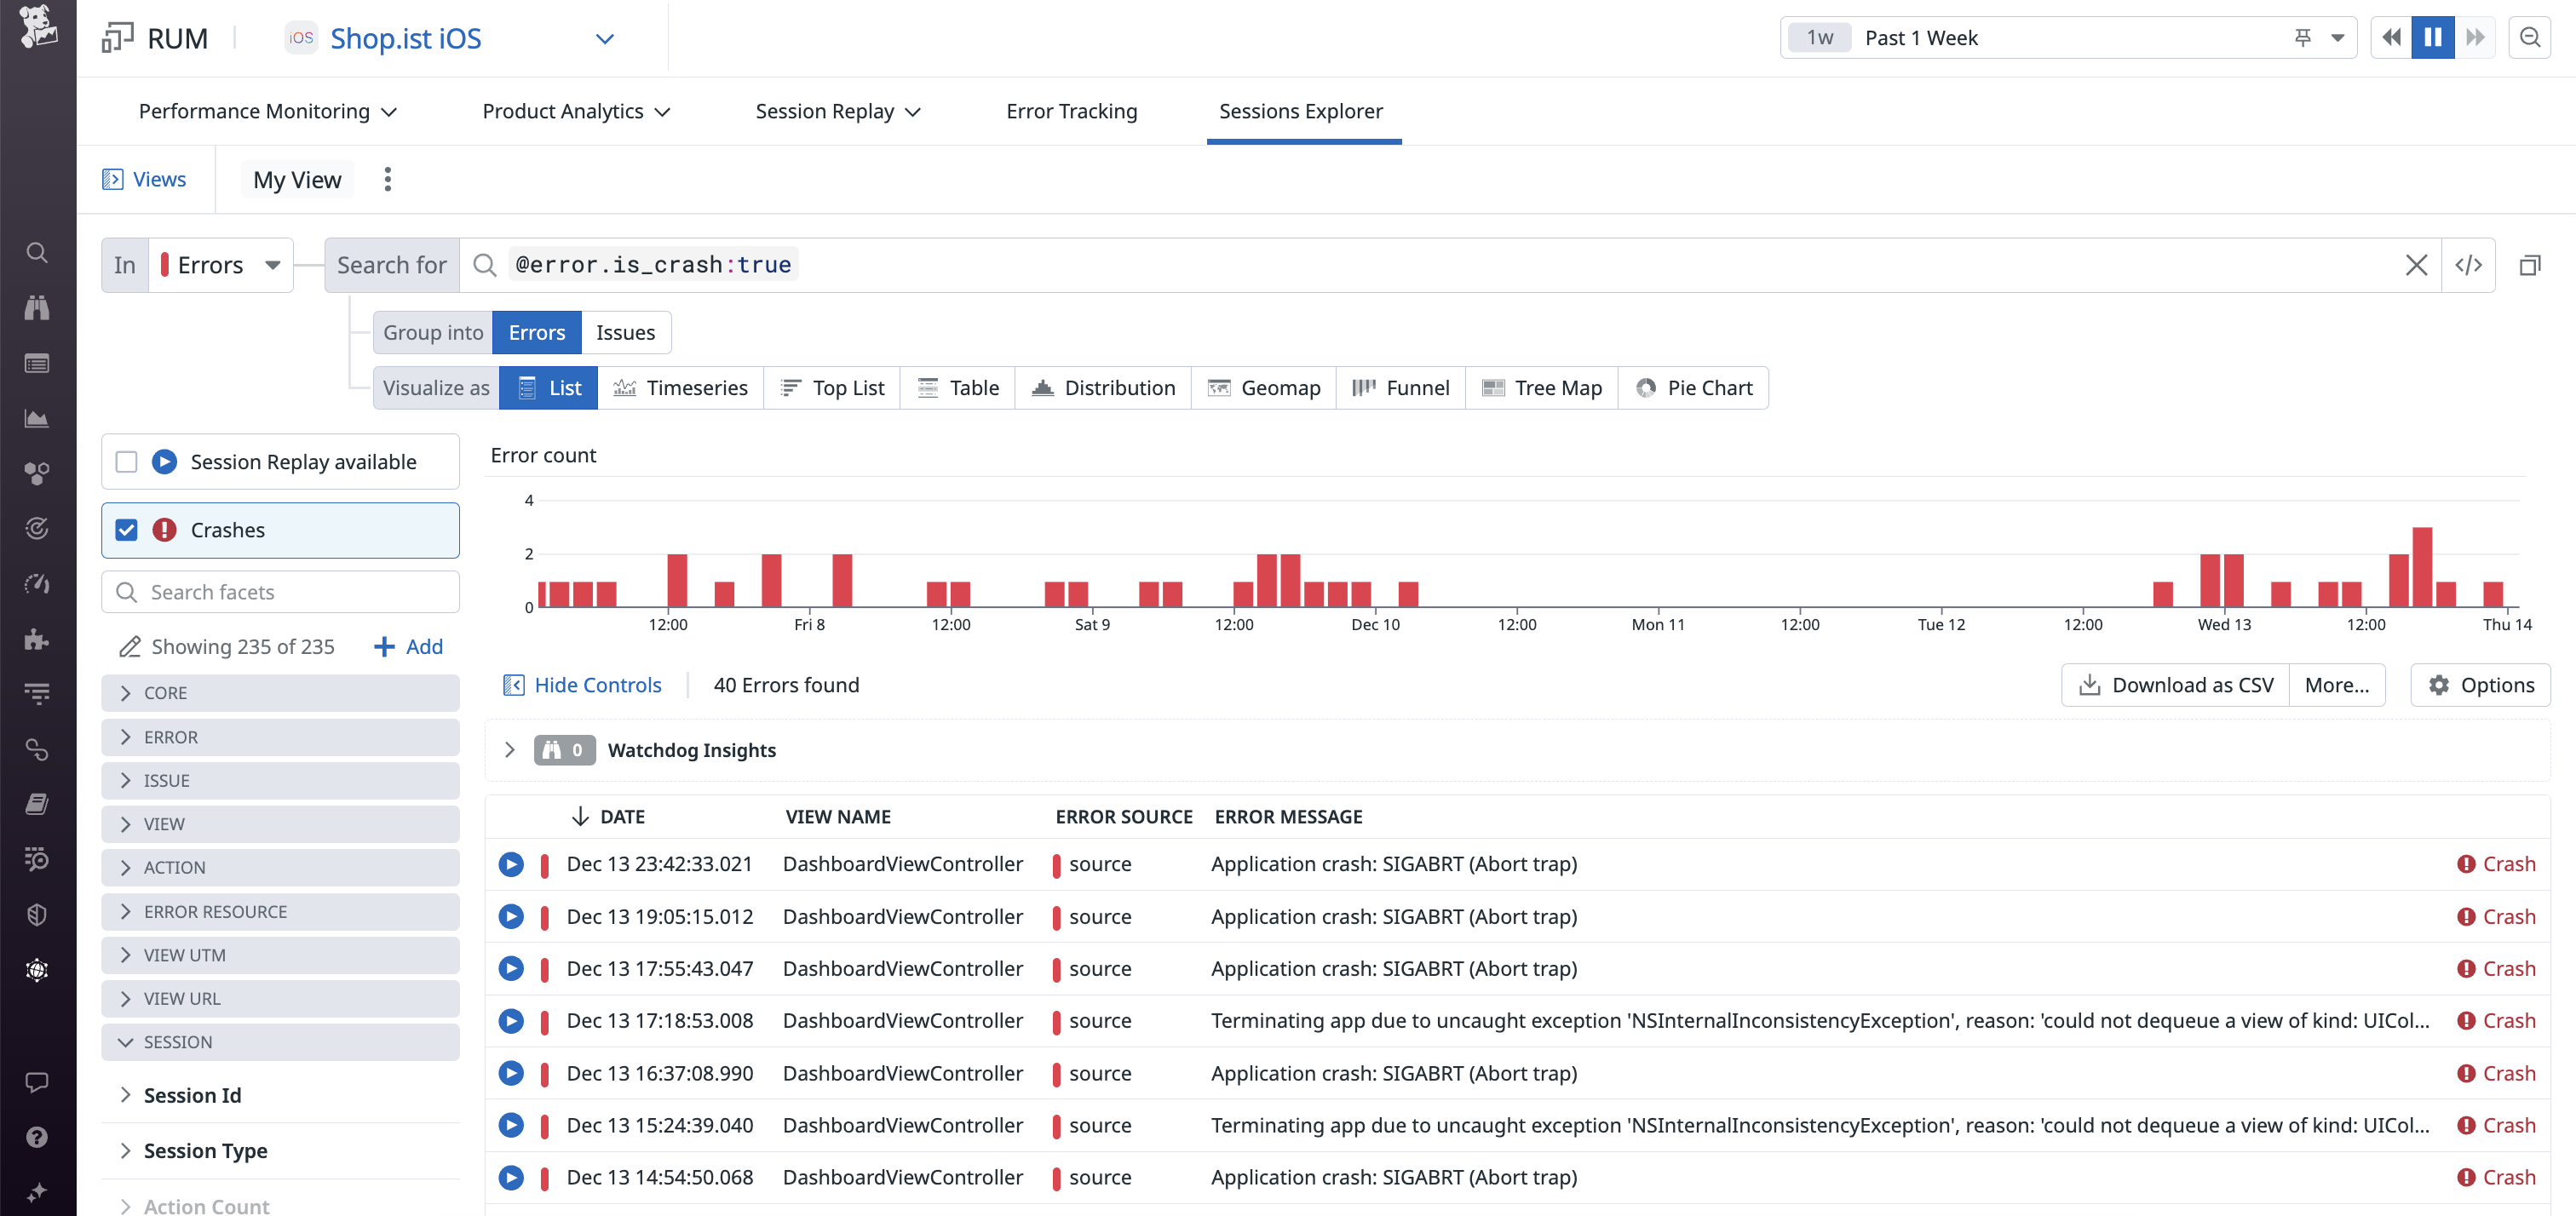 RUM
iOS Shop.ist iOS
1w Past 1 Week
Performance Monitoring Product Analytics Session Replay Error Tracking Sessions Explorer
Views My View
In Errors Search for @error.is_crash:true </>
Group into Errors Issues
Visualize as List Timeseries Top List Table Distribution Geomap Funnel Tree Map Pie Chart
Session Replay available
Crashes
Search facets
Showing 235 of 235 Add
CORE
ERROR
ISSUE
VIEW
ACTION
ERROR RESOURCE
VIEW UTM
VIEW URL
SESSION
Session Id
Session Type
Action Count
Error count
4
2
0
12:00 Fri 8 12:00 Sat 9 12:00 Dec 10 12:00 Mon 11 12:00 Tue 12 12:00 Wed 13 12:00 Thu 14
Hide Controls 40 Errors found Download as CSV More... Options
0 Watchdog Insights
DATE VIEW NAME ERROR SOURCE ERROR MESSAGE
Dec 13 23:42:33.021 DashboardViewController source Application crash: SIGABRT (Abort trap) Crash
Dec 13 19:05:15.012 DashboardViewController source Application crash: SIGABRT (Abort trap) Crash
Dec 13 17:55:43.047 DashboardViewController source Application crash: SIGABRT (Abort trap) Crash
Dec 13 17:18:53.008 DashboardViewController source Terminating app due to uncaught exception 'NSInternalInconsistencyException', reason: 'could not dequeue a view of kind: UICol... Crash
Dec 13 16:37:08.990 DashboardViewController source Application crash: SIGABRT (Abort trap) Crash
Dec 13 15:24:39.040 DashboardViewController source Terminating app due to uncaught exception 'NSInternalInconsistencyException', reason: 'could not dequeue a view of kind: UICol... Crash
Dec 13 14:54:50.068 DashboardViewController source Application crash: SIGABRT (Abort trap) Crash